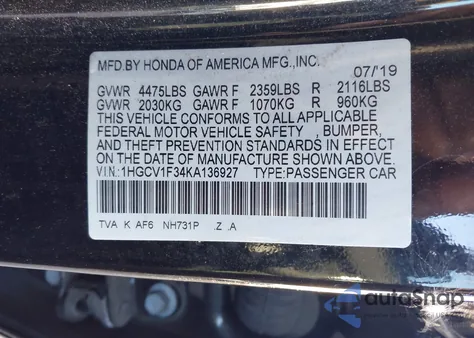 MFD.BY HONDA OF AMERICA MFG.,INC. 07/19
GVWR 4475LBS GAWR F 2359LBS R 2116LBS
GVWR 2030KG GAWR F 1070KG R 960KG
THIS VEHICLE CONFORMS TO ALL APPLICABLE
FEDERAL MOTOR VEHICLE SAFETY , BUMPER,
AND THEFT PREVENTION STANDARDS IN EFFECT
ON THE DATE OF MANUFACTURE SHOWN ABOVE.
V.I.N.:1HGCV1F34KA136927 TYPE:PASSENGER CAR
TVA K AF6 NH731P .Z .A
autoSnap